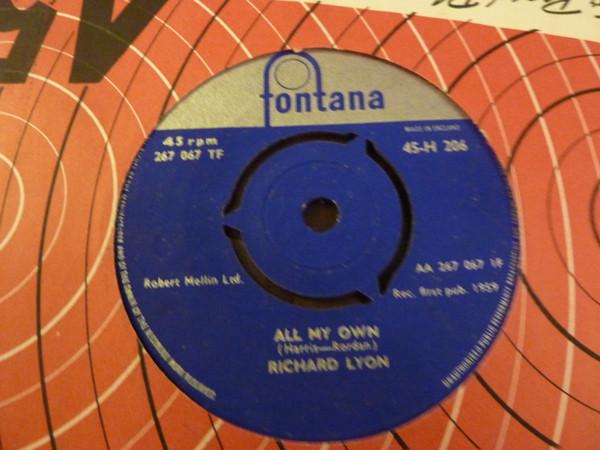 fontana
MADE IN ENGLAND
45 rpm
267 067 TF
45-H 206
AA 267 067 1F
Robert Mellin Ltd.
Rec. first pub. 1959
ALL MY OWN
(Harris—Rordan)
RICHARD LYON